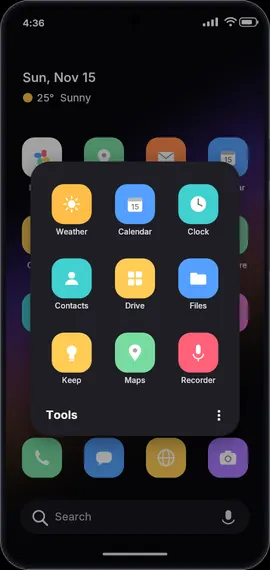 4:36
Sun, Nov 15
25° Sunny
15
Weather
Calendar
15
Clock
Contacts
Drive
Files
Keep
Maps
Recorder
Tools
Search